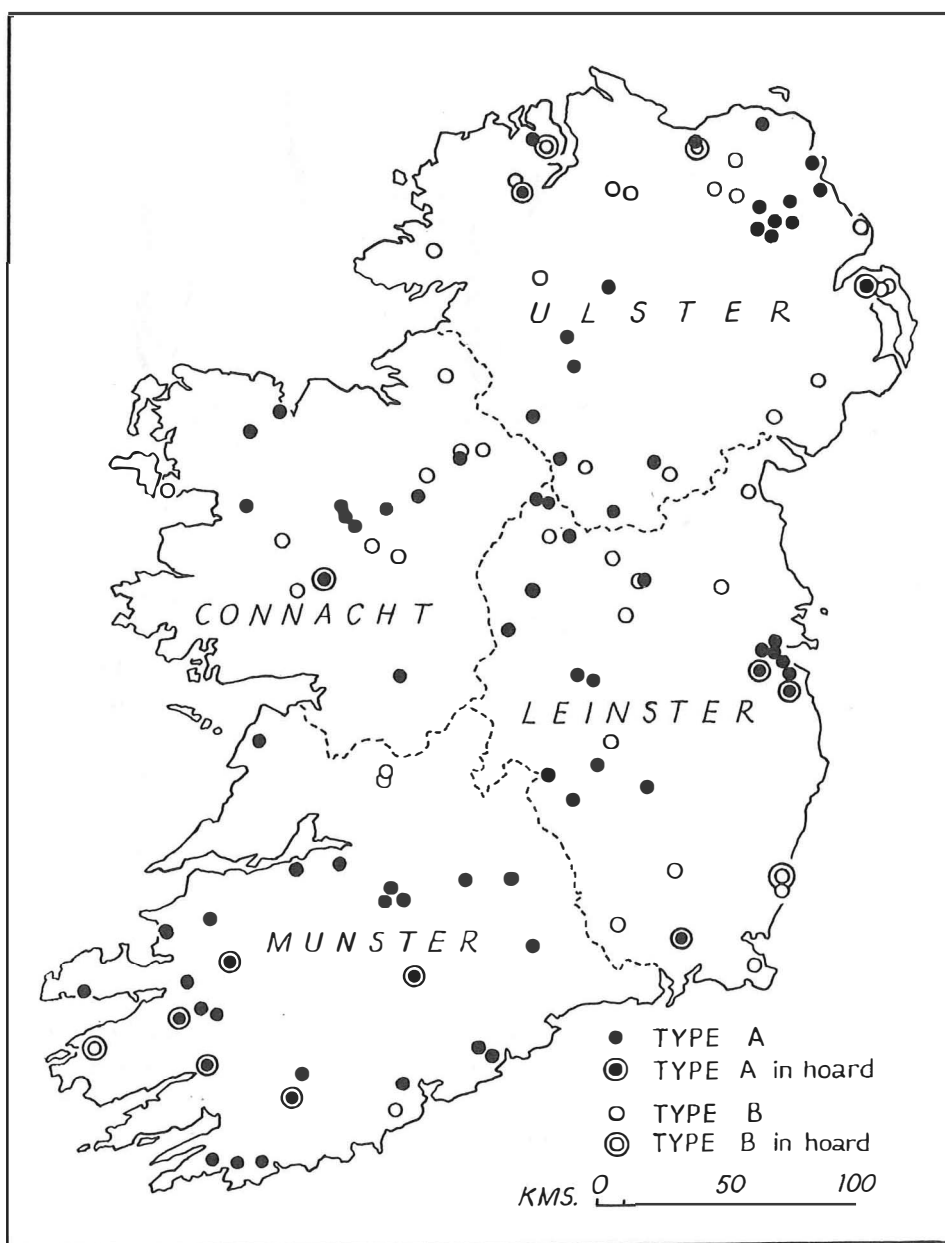 ULSTER
CONNACHT
LEINSTER
MUNSTER
TYPE A
TYPE A in hoard
TYPE B
TYPE B in hoard
KMS. 0 50 100